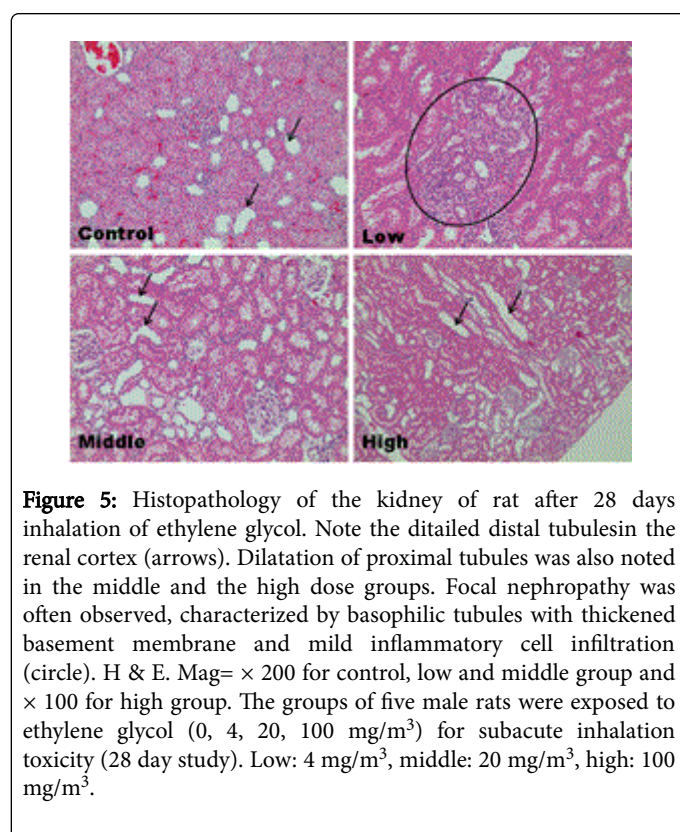 Control
Low
Middle
High
Figure 5: Histopathology of the kidney of rat after 28 days
inhalation of ethylene glycol. Note the ditailed distal tubulesin the
renal cortex (arrows). Dilatation of proximal tubules was also noted
in the middle and the high dose groups. Focal nephropathy was
often observed, characterized by basophilic tubules with thickened
basement membrane and mild inflammatory cell infiltration
(circle). H & E. Mag= × 200 for control, low and middle group and
× 100 for high group. The groups of five male rats were exposed to
ethylene glycol (0, 4, 20, 100 mg/m³) for subacute inhalation
toxicity (28 day study). Low: 4 mg/m³, middle: 20 mg/m³, high: 100
mg/m³.